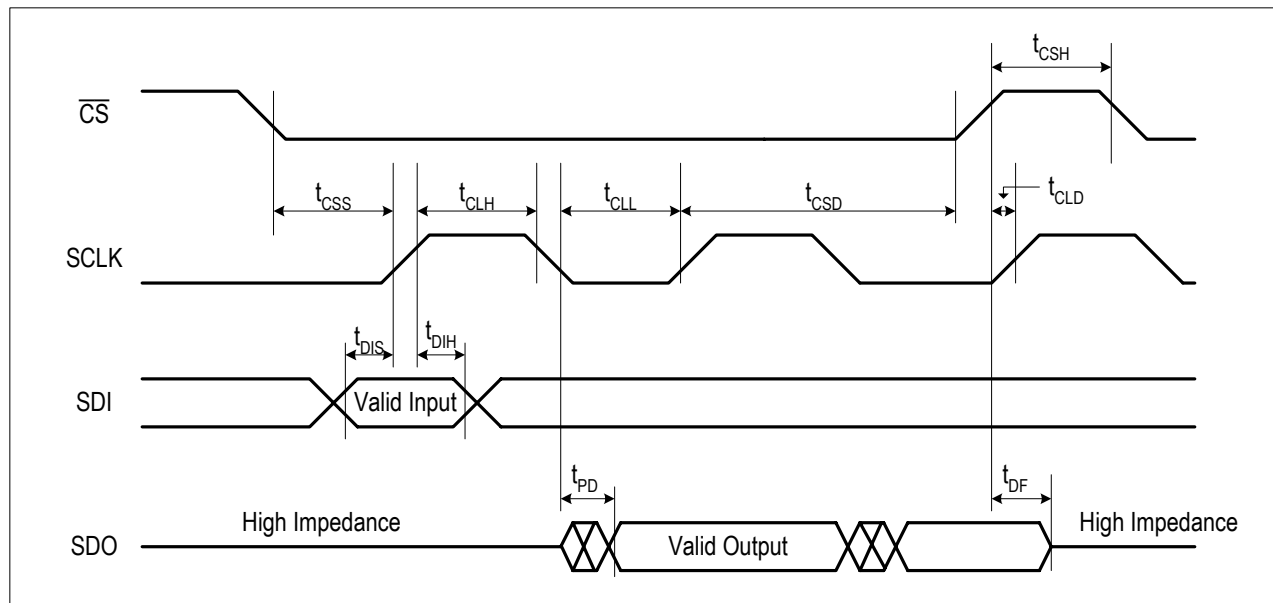 t_CSH
C̅S̅
t_CLD
t_CSS
t_CLH
t_CLL
t_CSD
SCLK
t_DIS
t_DIH
SDI
Valid Input
t_PD
t_DF
High Impedance
High Impedance
SDO
Valid Output